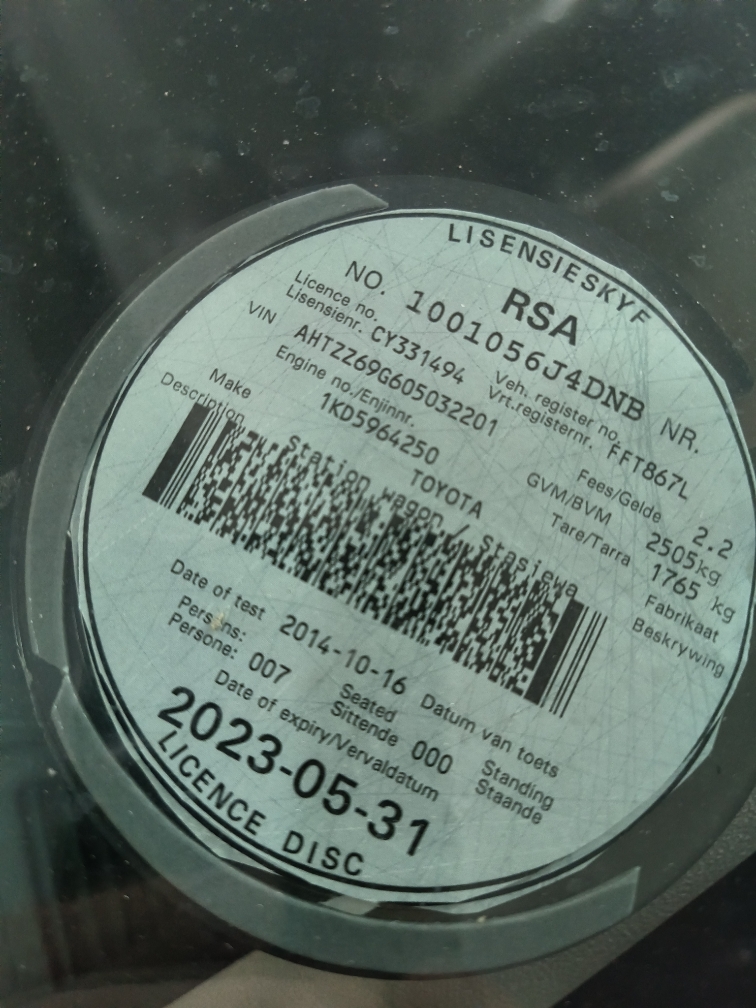 LISENSIESKYF
RSA
NO. 1001056J4DNB NR.
Licence no. Lisensienr. CY331494 Veh. register no. Vrt.registernr. FFT867L
VIN AHTZZ69G605032201 Fees/Gelde 2.2
Engine no./Enjinnr. 1KD5964250 GVM/BVM 2505kg
Tare/Tarra 1765 kg
Make TOYOTA Fabrikaat
Description Station wagon / Stasiewa Beskrywing
Date of test 2014-10-16 Datum van toets
Persons: Persone: 007 Seated Sittende 000 Standing Staande
Date of expiry/Vervaldatum
2023-05-31
LICENCE DISC